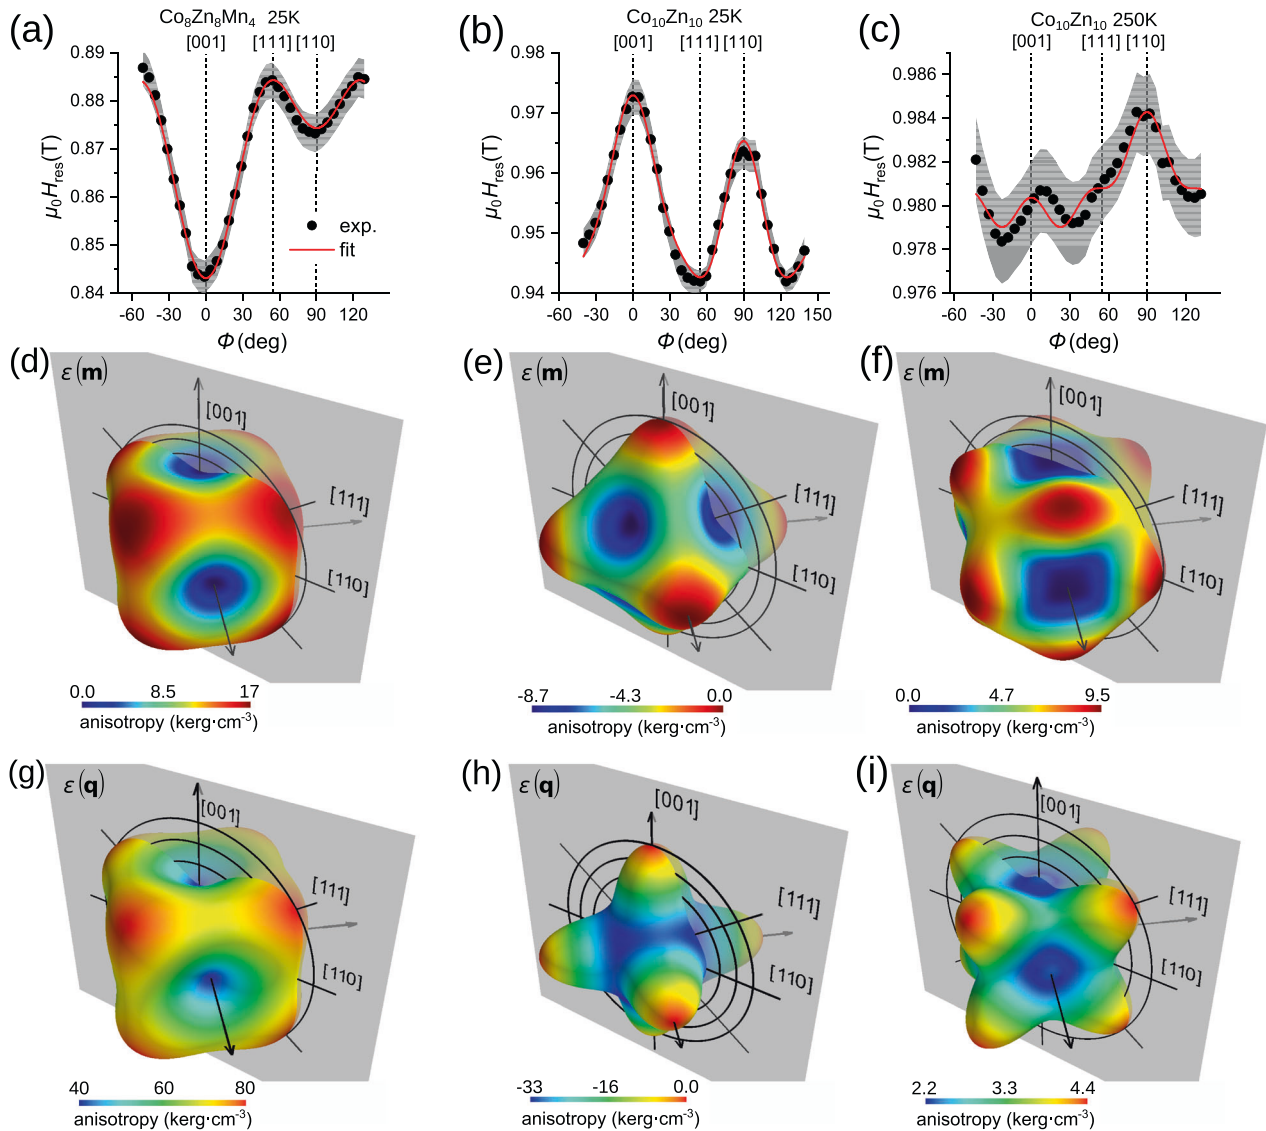 (a)
Co8Zn8Mn4 25K
[001] [111] [110]
0.89
0.88
0.87
0.86
0.85
0.84
μ0Hres(T)
exp.
fit
-60 -30 0 30 60 90 120
Φ (deg)
(b)
Co10Zn10 25K
[001] [111] [110]
0.98
0.97
0.96
0.95
0.94
μ0Hres(T)
-60 -30 0 30 60 90 120 150
Φ (deg)
(c)
Co10Zn10 250K
[001] [111] [110]
0.986
0.984
0.982
0.980
0.978
0.976
μ0Hres(T)
-60 -30 0 30 60 90 120
Φ (deg)
(d)
ε(m)
[001]
[111]
[110]
0.0 8.5 17
anisotropy (kerg·cm-3)
(e)
ε(m)
[001]
[111]
[110]
-8.7 -4.3 0.0
anisotropy (kerg·cm-3)
(f)
ε(m)
[001]
[111]
[110]
0.0 4.7 9.5
anisotropy (kerg·cm-3)
(g)
ε(q)
[001]
[111]
[110]
40 60 80
anisotropy (kerg·cm-3)
(h)
ε(q)
[001]
[111]
[110]
-33 -16 0.0
anisotropy (kerg·cm-3)
(i)
ε(q)
[001]
[111]
[110]
2.2 3.3 4.4
anisotropy (kerg·cm-3)